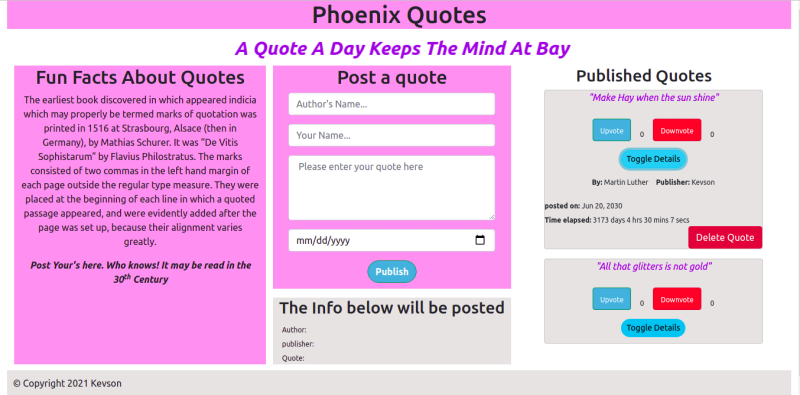 Phoenix Quotes
A Quote A Day Keeps The Mind At Bay
Fun Facts About Quotes
The earliest book discovered in which appeared indicia
which may properly be termed marks of quotation was
printed in 1516 at Strasbourg, Alsace (then in
Germany), by Mathias Schurer. It was "De Vitis
Sophistarum" by Flavius Philostratus. The marks
consisted of two commas in the left hand margin of
each page outside the regular type measure. They were
placed at the beginning of each line in which a quoted
passage appeared, and were evidently added after the
page was set up, because their alignment varies
greatly.
Post Your's here. Who knows! It may be read in the
30th Century
Post a quote
Author's Name...
Your Name...
Please enter your quote here
mm/dd/yyyy
Publish
The Info below will be posted
Author:
publisher:
Quote:
Published Quotes
"Make Hay when the sun shine"
Upvote 0 Downvote 0
Toggle Details
By: Martin Luther Publisher: Kevson
posted on: Jun 20, 2030
Time elapsed: 3173 days 4 hrs 30 mins 7 secs
Delete Quote
"All that glitters is not gold"
Upvote 0 Downvote 0
Toggle Details
© Copyright 2021 Kevson